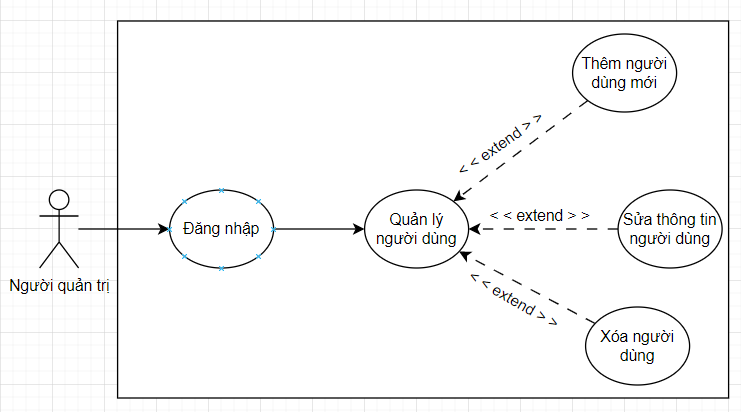 Thêm người
dùng mới
< < extend > >
Người quản trị
Đăng nhập
Quản lý
người dùng
< < extend > >
Sửa thông tin
người dùng
< < extend > >
Xóa người
dùng